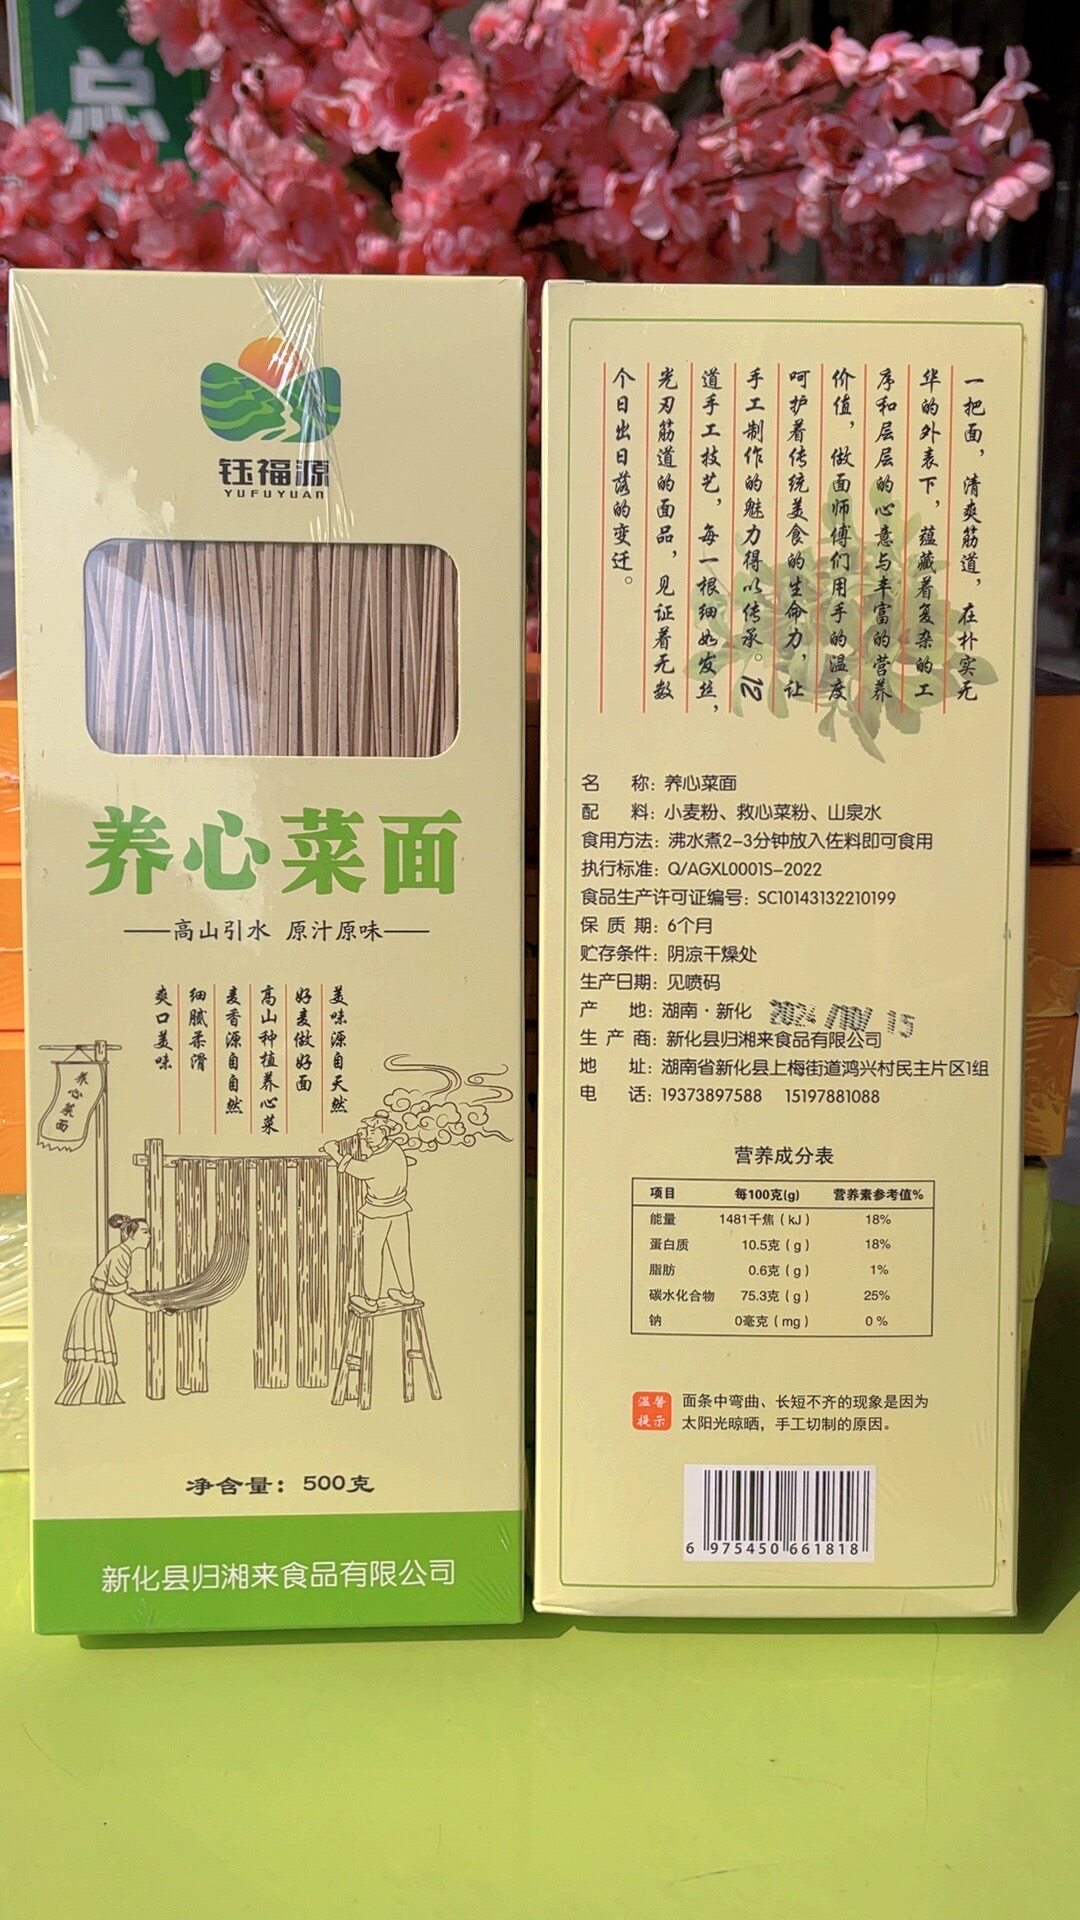 总
钰福源
YUFUYUAN
养心菜面
——高山引水 原汁原味——
美味源自天然
好麦做好面
高山种植养心菜
麦香源自自然
细腻柔滑
爽口美味
养心菜面
净含量：500克
新化县归湘来食品有限公司
一把面，清爽筋道，在朴实无
华的外表下，蕴藏着复杂的工
序和层层的心意与丰富的营养
价值，做面师傅们用手的温度
呵护着传统美食的生命力，让
手工制作的魅力得以传承。12
道手工技艺，每一根细如发丝，
光刃筋道的面品，见证着无数
个日出日落的变迁。
名 称：养心菜面
配 料：小麦粉、救心菜粉、山泉水
食用方法：沸水煮2-3分钟放入佐料即可食用
执行标准：Q/AGXL0001S-2022
食品生产许可证编号：SC10143132210199
保 质 期：6个月
贮存条件：阴凉干燥处
生产日期：见喷码
产 地：湖南·新化
2024/10/15
生 产 商：新化县归湘来食品有限公司
地 址：湖南省新化县上梅街道鸿兴村民主片区1组
电 话：19373897588 15197881088
营养成分表
项目 每100克(g) 营养素参考值%
能量 1481千焦（kJ） 18%
蛋白质 10.5克（g） 18%
脂肪 0.6克（g） 1%
碳水化合物 75.3克（g） 25%
钠 0毫克（mg） 0%
温馨
提示
面条中弯曲、长短不齐的现象是因为
太阳光晾晒，手工切制的原因。
6 975450 661818